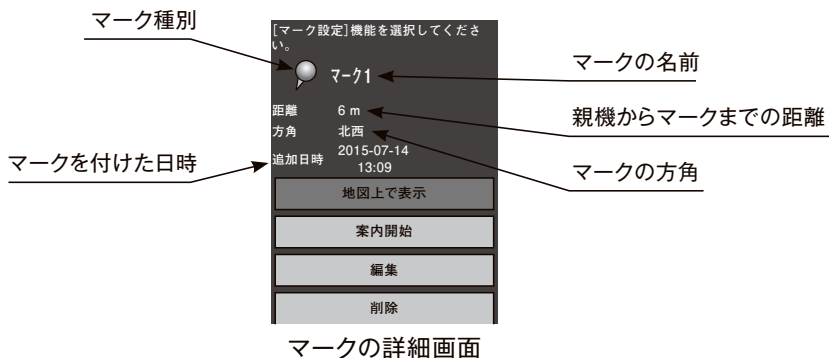 マーク種別
[マーク設定]機能を選択してくださ
い。
マーク1
マークの名前
距離 6 m
親機からマークまでの距離
方角 北西
マークの方角
マークを付けた日時
追加日時 2015-07-14
13:09
地図上で表示
案内開始
編集
削除
マークの詳細画面